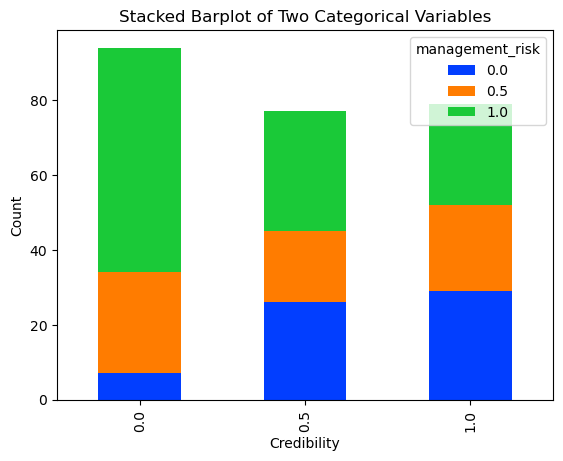 Stacked Barplot of Two Categorical Variables
management_risk
0.0
0.5
1.0
Count
80
60
40
20
0
0.0
0.5
1.0
Credibility